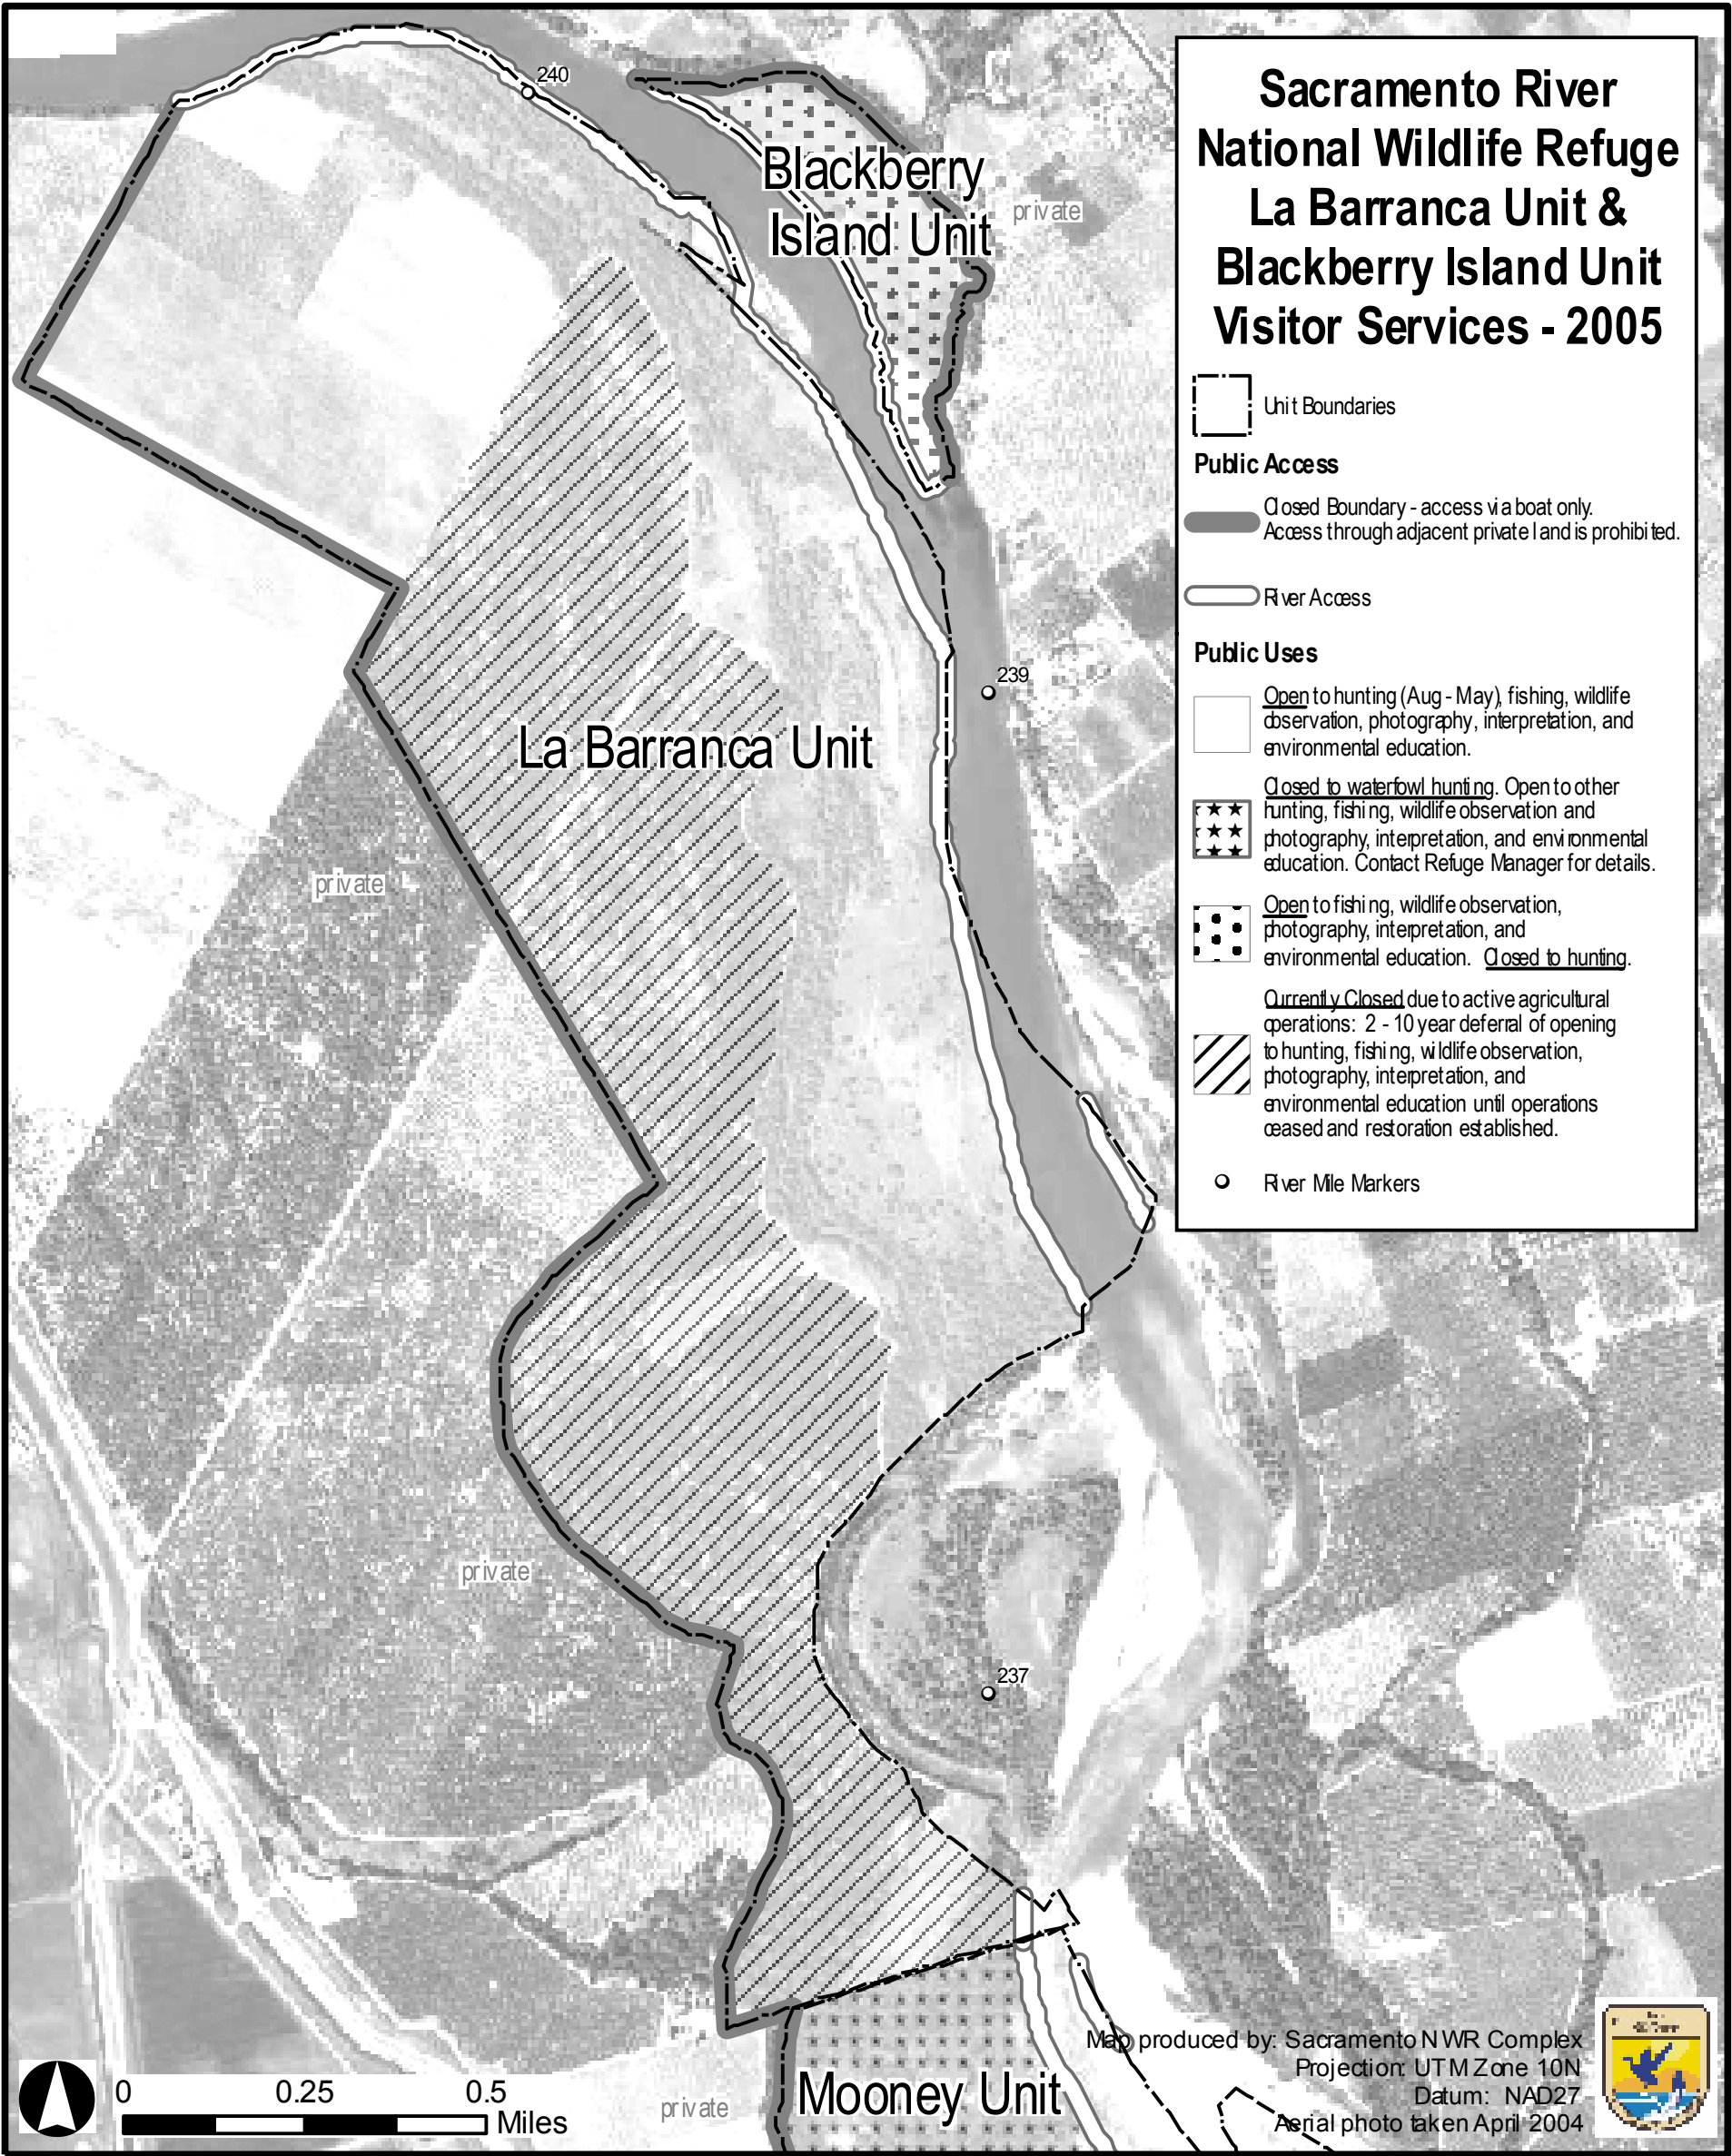 Sacramento River
National Wildlife Refuge
La Barranca Unit &
Blackberry Island Unit
Visitor Services - 2005
Unit Boundaries
Public Access
Closed Boundary - access via boat only.
Access through adjacent private land is prohibited.
River Access
Public Uses
Open to hunting (Aug - May), fishing, wildlife
observation, photography, interpretation, and
environmental education.
Closed to waterfowl hunting. Open to other
hunting, fishing, wildlife observation and
photography, interpretation, and environmental
education. Contact Refuge Manager for details.
Open to fishing, wildlife observation,
photography, interpretation, and
environmental education. Closed to hunting.
Currently Closed due to active agricultural
operations: 2 - 10 year deferral of opening
to hunting, fishing, wildlife observation,
photography, interpretation, and
environmental education until operations
ceased and restoration established.
River Mile Markers
240
Blackberry
Island Unit
private
239
La Barranca Unit
private
private
237
private
Mooney Unit
0 0.25 0.5
Miles
Map produced by: Sacramento NWR Complex
Projection: UTM Zone 10N
Datum: NAD27
Aerial photo taken April 2004